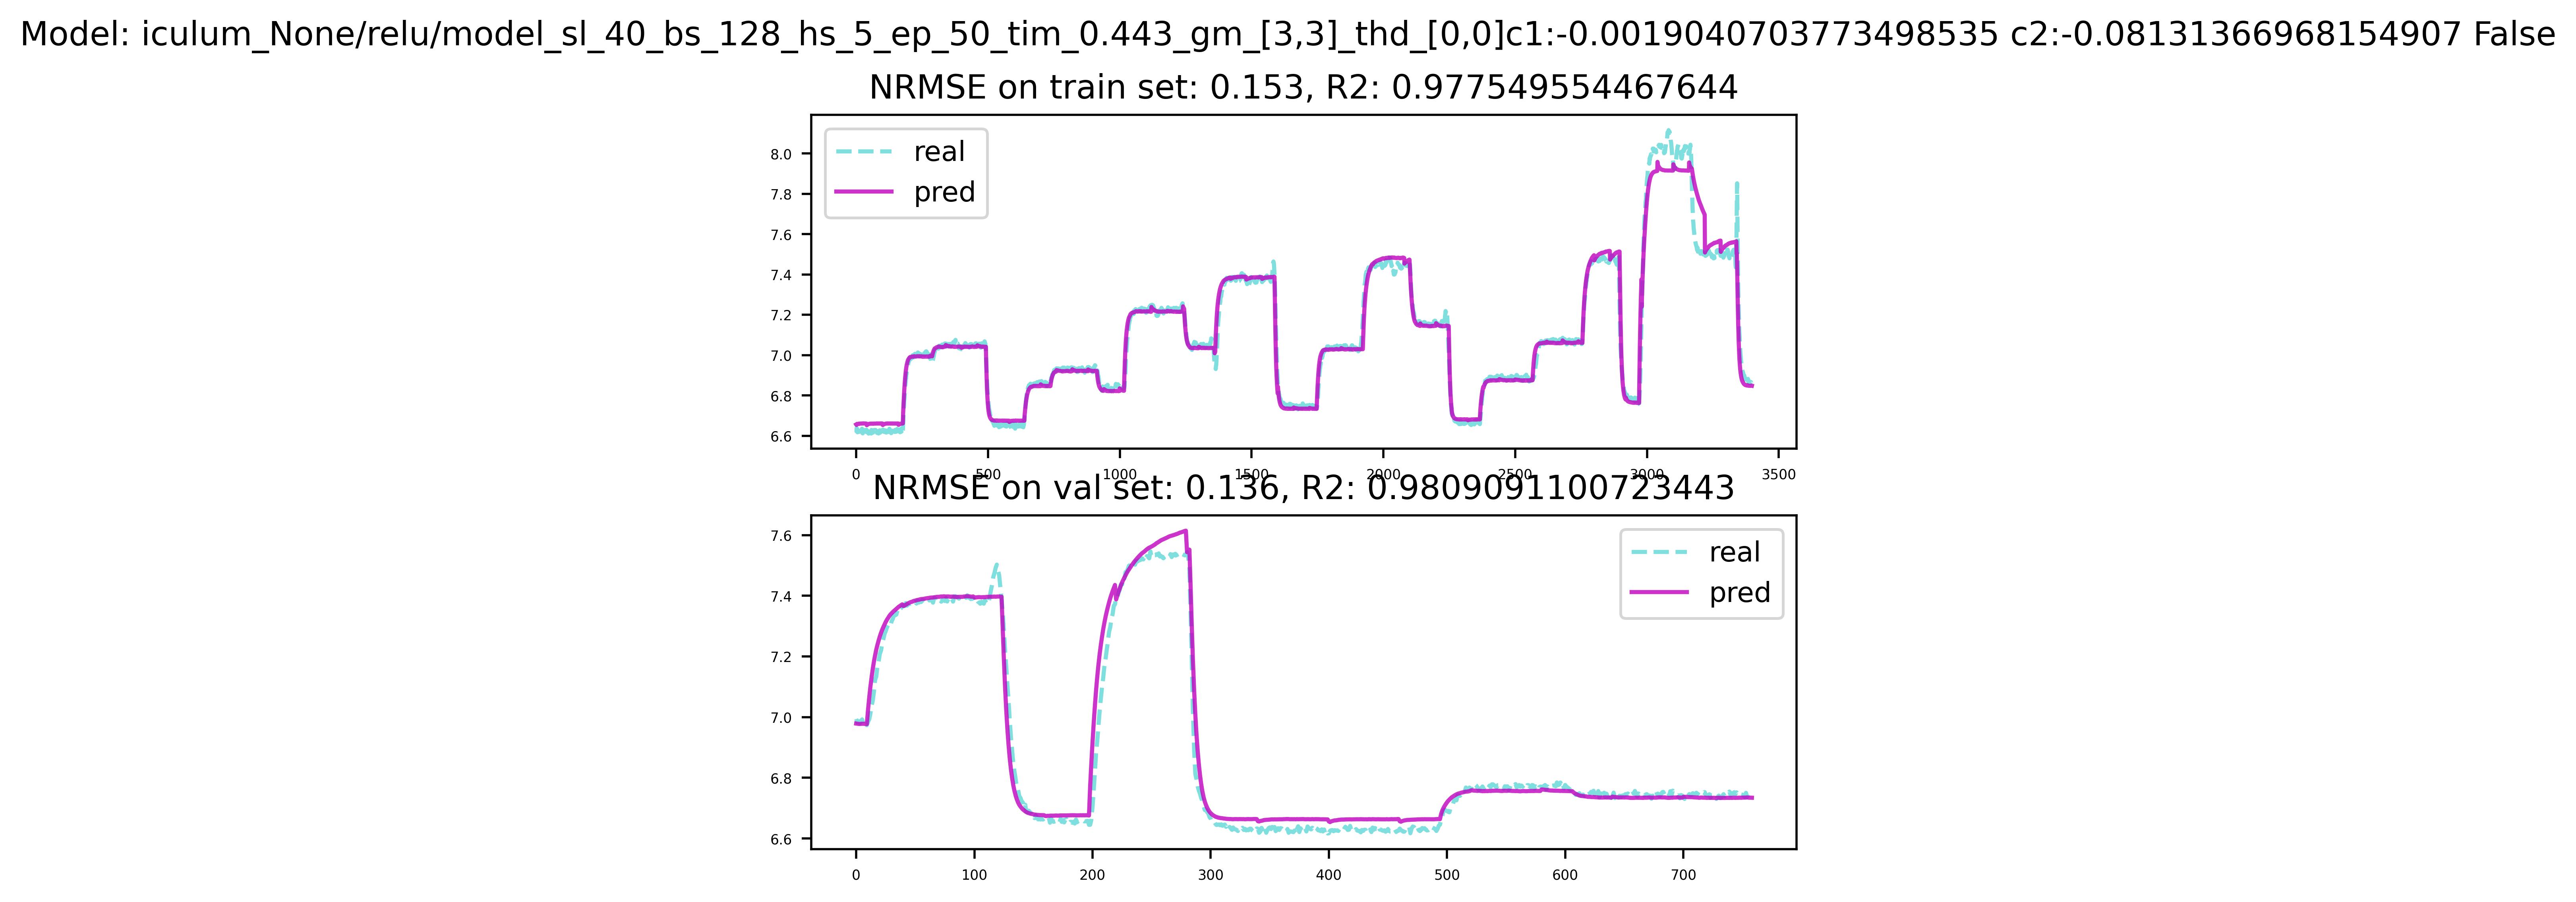 Model: iculum_None/relu/model_sl_40_bs_128_hs_5_ep_50_tim_0.443_gm_[3,3]_thd_[0,0]c1:-0.0019040703773498535 c2:-0.08131366968154907 False
NRMSE on train set: 0.153, R2: 0.977549554467644
real
pred
8.0
7.8
7.6
7.4
7.2
7.0
6.8
6.6
0 500 1000 1500 2000 2500 3000 3500
NRMSE on val set: 0.136, R2: 0.9809091100723443
real
pred
7.6
7.4
7.2
7.0
6.8
6.6
0 100 200 300 400 500 600 700